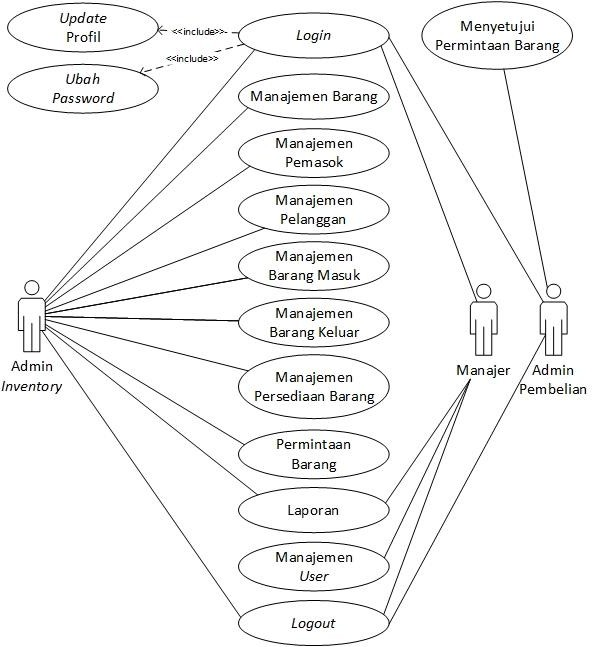 Update
Profil
<<include>>
Login
Menyetujui
Permintaan Barang
<<include>>
Ubah
Password
Manajemen Barang
Manajemen
Pemasok
Manajemen
Pelanggan
Manajemen
Barang Masuk
Manajemen
Barang Keluar
Admin
Inventory
Manajer
Admin
Pembelian
Manajemen
Persediaan Barang
Permintaan
Barang
Laporan
Manajemen
User
Logout